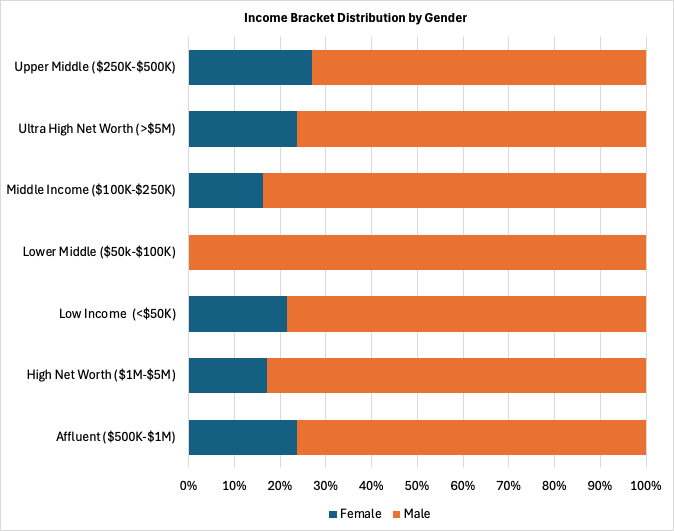 Income Bracket Distribution by Gender
Upper Middle ($250K-$500K)
Ultra High Net Worth (>$5M)
Middle Income ($100K-$250K)
Lower Middle ($50k-$100K)
Low Income (<$50K)
High Net Worth ($1M-$5M)
Affluent ($500K-$1M)
0% 10% 20% 30% 40% 50% 60% 70% 80% 90% 100%
Female Male